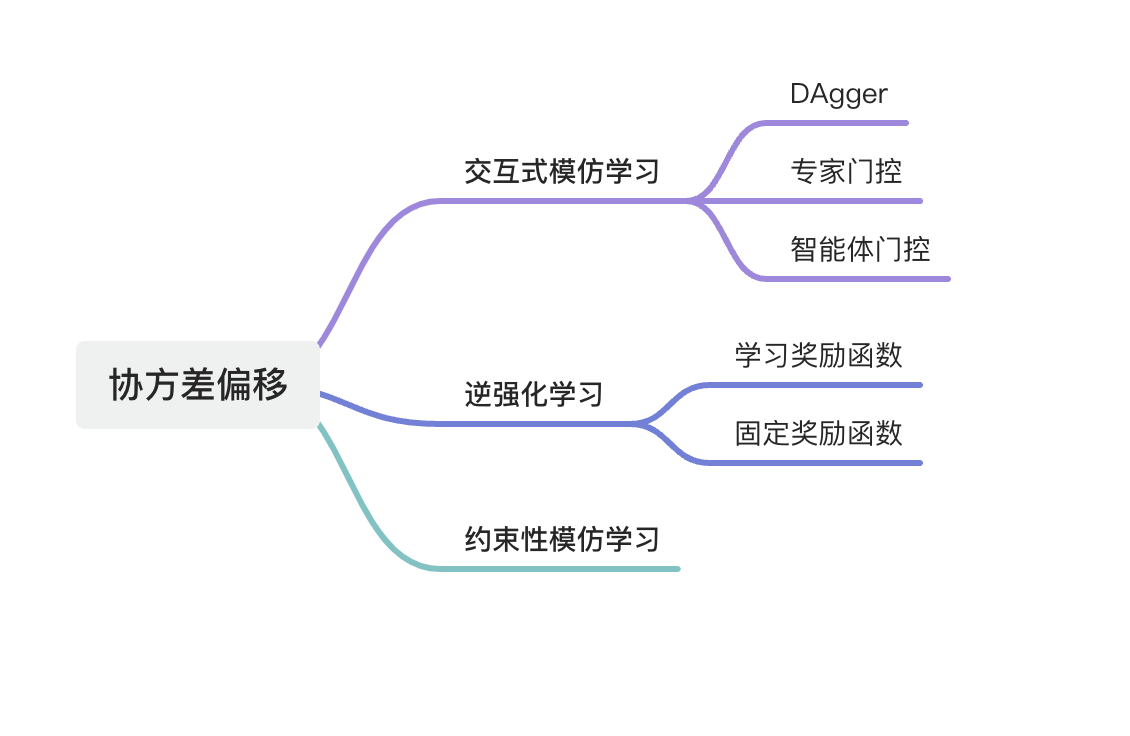 协方差偏移
交互式模仿学习
DAgger
专家门控
智能体门控
逆强化学习
学习奖励函数
固定奖励函数
约束性模仿学习